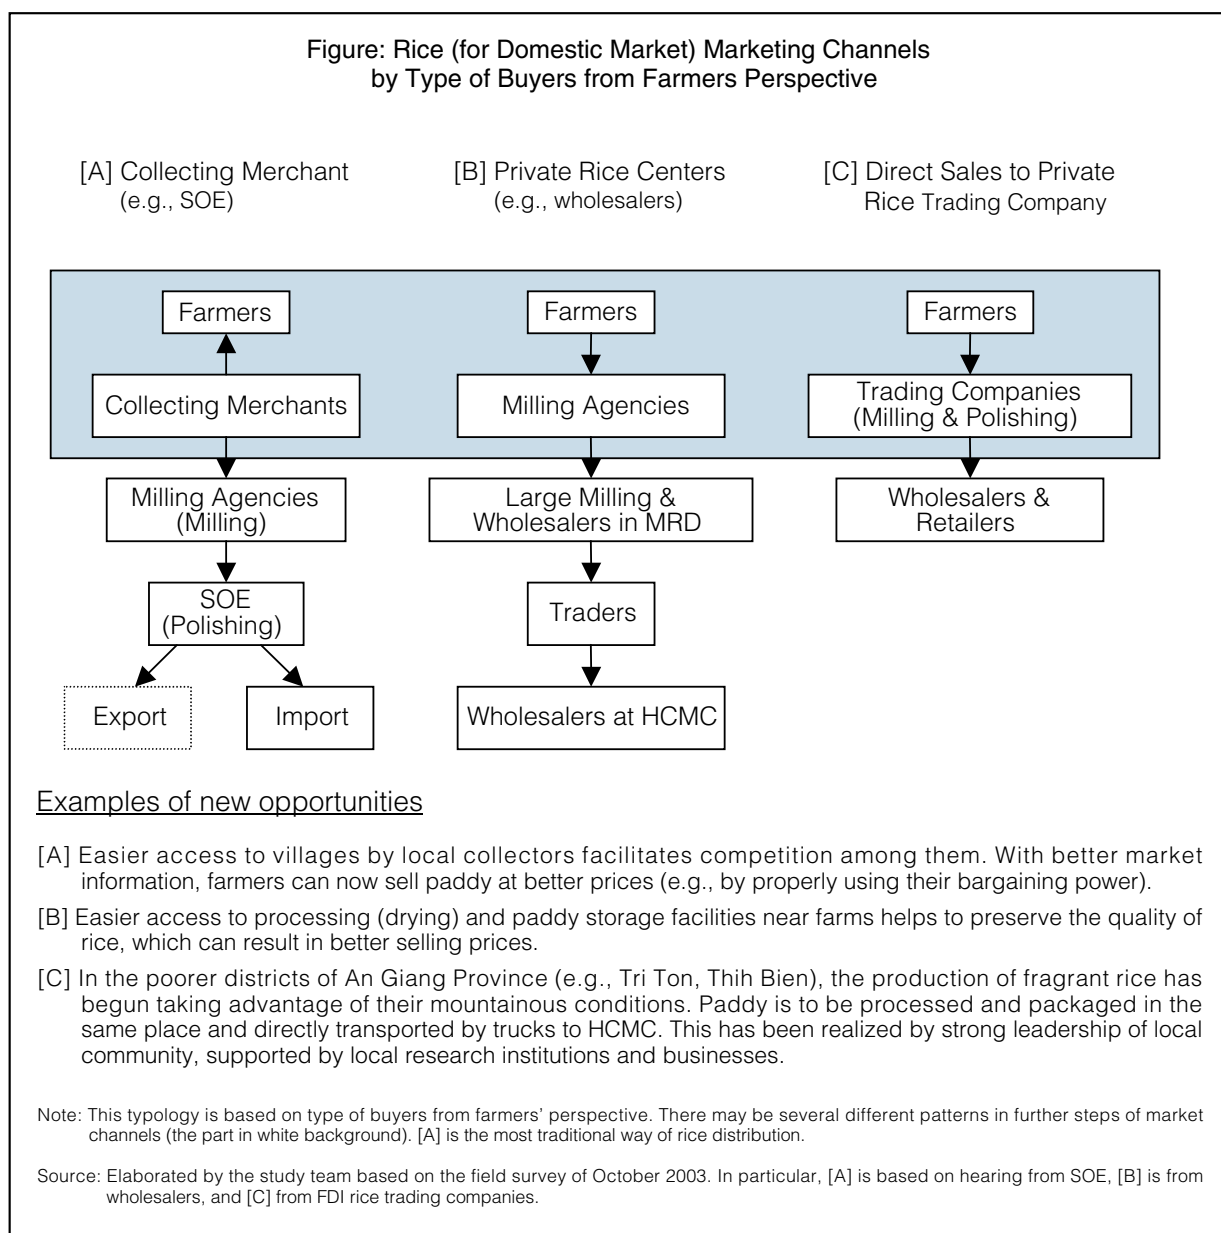 Figure: Rice (for Domestic Market) Marketing Channels
by Type of Buyers from Farmers Perspective
[A] Collecting Merchant
(e.g., SOE)
[B] Private Rice Centers
(e.g., wholesalers)
[C] Direct Sales to Private
Rice Trading Company
Farmers
Collecting Merchants
Milling Agencies
(Milling)
SOE
(Polishing)
Export
Import
Farmers
Milling Agencies
Large Milling &
Wholesalers in MRD
Traders
Wholesalers at HCMC
Farmers
Trading Companies
(Milling & Polishing)
Wholesalers &
Retailers
Examples of new opportunities
[A] Easier access to villages by local collectors facilitates competition among them. With better market
information, farmers can now sell paddy at better prices (e.g., by properly using their bargaining power).
[B] Easier access to processing (drying) and paddy storage facilities near farms helps to preserve the quality of
rice, which can result in better selling prices.
[C] In the poorer districts of An Giang Province (e.g., Tri Ton, Thih Bien), the production of fragrant rice has
begun taking advantage of their mountainous conditions. Paddy is to be processed and packaged in the
same place and directly transported by trucks to HCMC. This has been realized by strong leadership of local
community, supported by local research institutions and businesses.
Note: This typology is based on type of buyers from farmers’ perspective. There may be several different patterns in further steps of market
channels (the part in white background). [A] is the most traditional way of rice distribution.
Source: Elaborated by the study team based on the field survey of October 2003. In particular, [A] is based on hearing from SOE, [B] is from
wholesalers, and [C] from FDI rice trading companies.